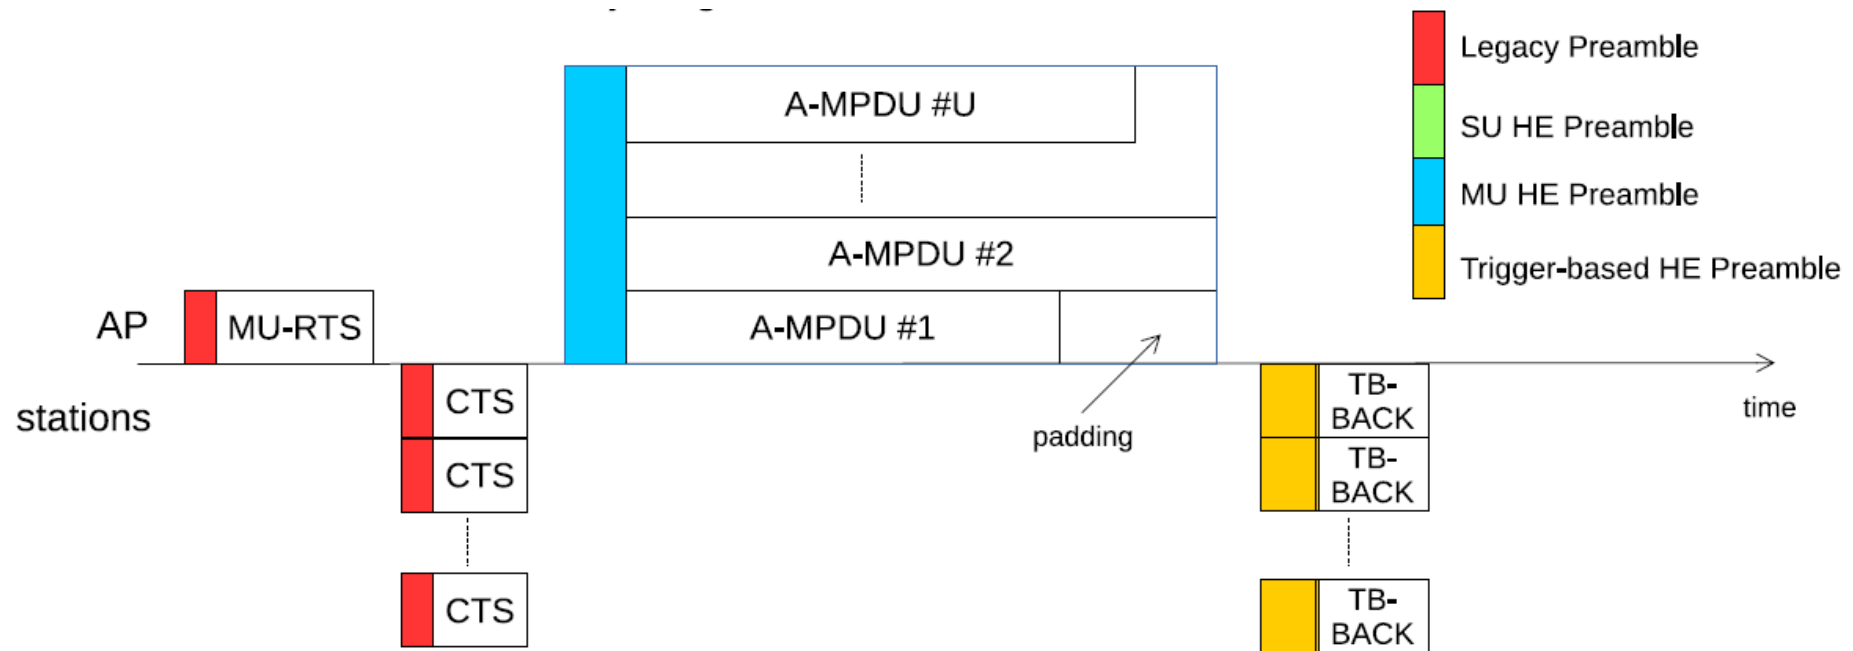 Legacy Preamble
SU HE Preamble
MU HE Preamble
Trigger-based HE Preamble
A-MPDU #U
A-MPDU #2
A-MPDU #1
AP
MU-RTS
stations
CTS
CTS
CTS
padding
TB-
BACK
TB-
BACK
TB-
BACK
time